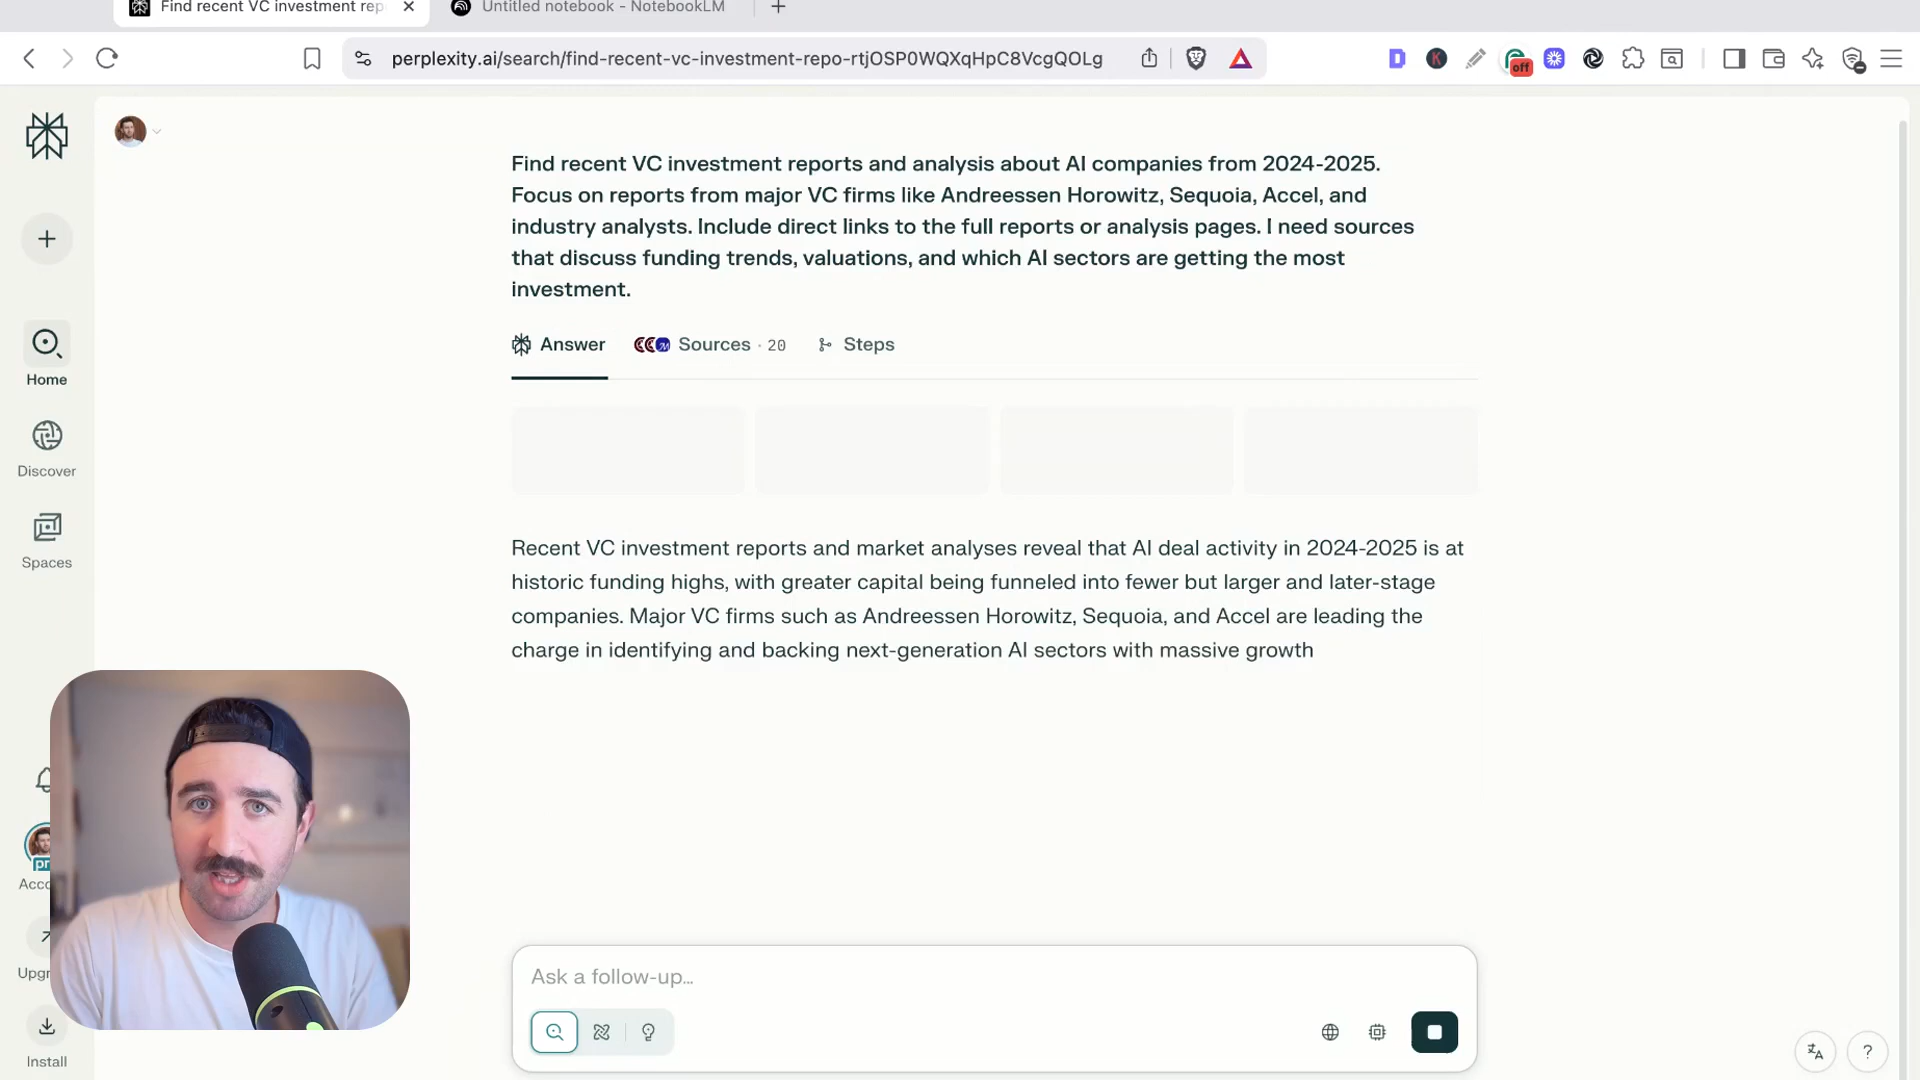 Find recent VC investment rep
Untitled notebook - NotebookLM
perplexity.ai/search/find-recent-vc-investment-repo-rtjOSP0WQXqHpC8VcgQOLg
off
Find recent VC investment reports and analysis about AI companies from 2024-2025.
Focus on reports from major VC firms like Andreessen Horowitz, Sequoia, Accel, and
industry analysts. Include direct links to the full reports or analysis pages. I need sources
that discuss funding trends, valuations, and which AI sectors are getting the most
investment.
Answer
Sources · 20
Steps
Home
Discover
Spaces
Recent VC investment reports and market analyses reveal that AI deal activity in 2024-2025 is at
historic funding highs, with greater capital being funneled into fewer but larger and later-stage
companies. Major VC firms such as Andreessen Horowitz, Sequoia, and Accel are leading the
charge in identifying and backing next-generation AI sectors with massive growth
pr
Acco
Upgr
Install
Ask a follow-up...
?